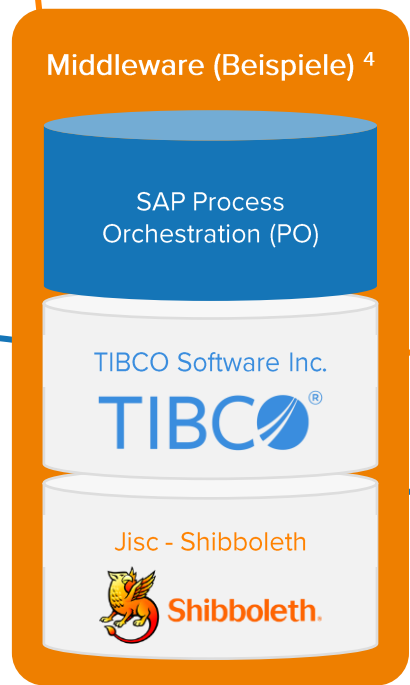 Middleware (Beispiele) 4
SAP Process
Orchestration (PO)
TIBCO Software Inc.
TIBCO®
Jisc - Shibboleth
Shibboleth.